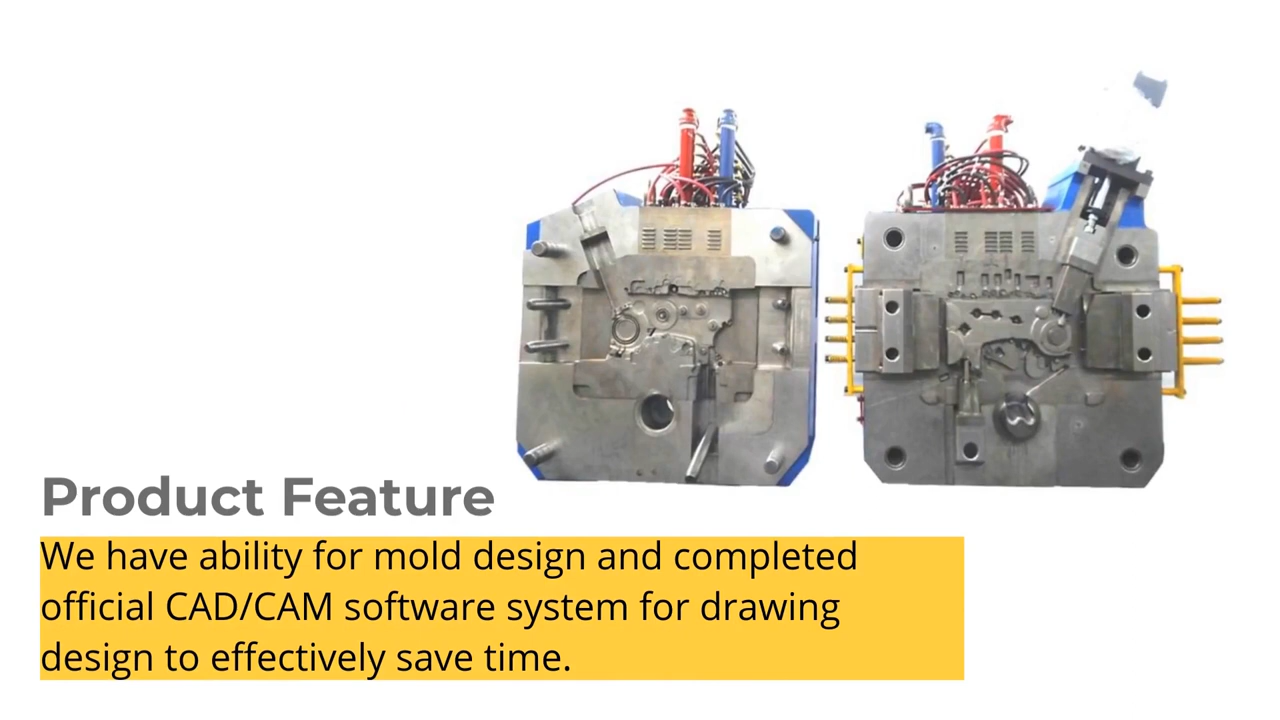 Product Feature
We have ability for mold design and completed
official CAD/CAM software system for drawing
design to effectively save time.